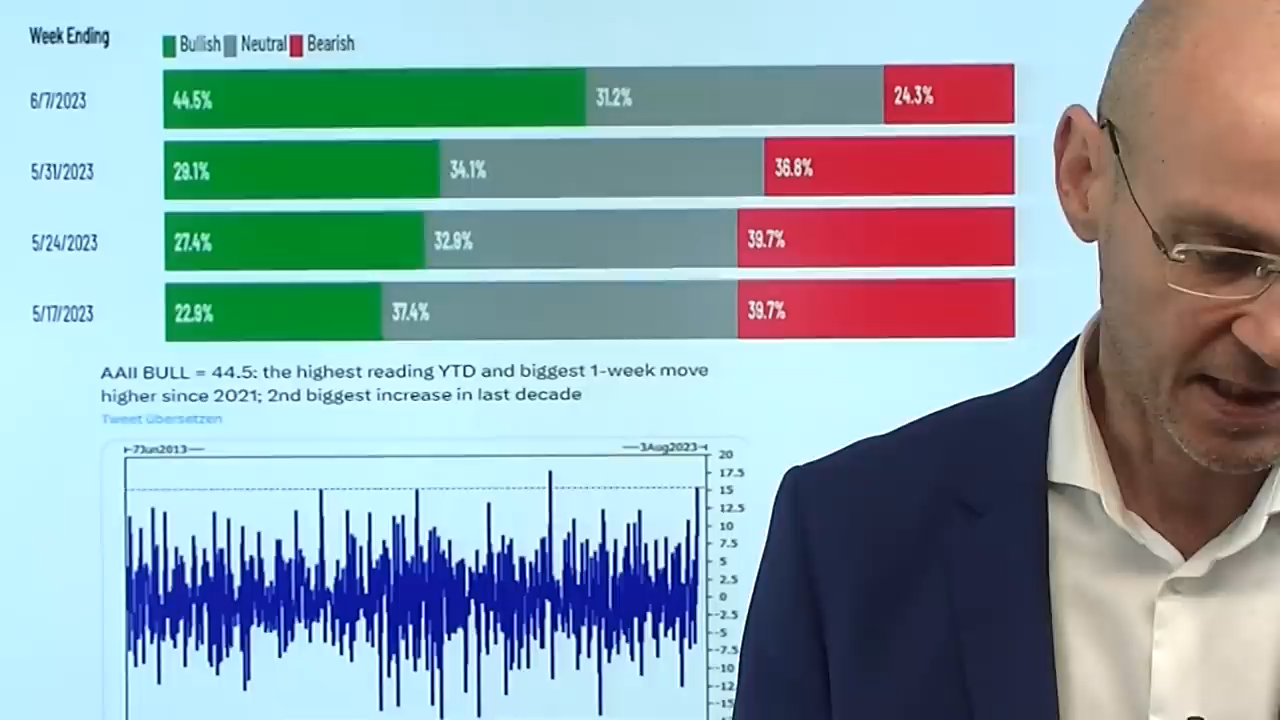 Week Ending
Bullish Neutral Bearish
6/7/2023 44.5% 31.2% 24.3%
5/31/2023 29.1% 34.1% 36.8%
5/24/2023 27.4% 32.9% 39.7%
5/17/2023 22.9% 37.4% 39.7%
AAII BULL = 44.5: the highest reading YTD and biggest 1-week move
higher since 2021; 2nd biggest increase in last decade
Tweet übersetzen
7Jun2013 3Aug2023
20
17.5
15
12.5
10
7.5
5
2.5
0
-2.5
-5
-7.5
-10
-12.
-15